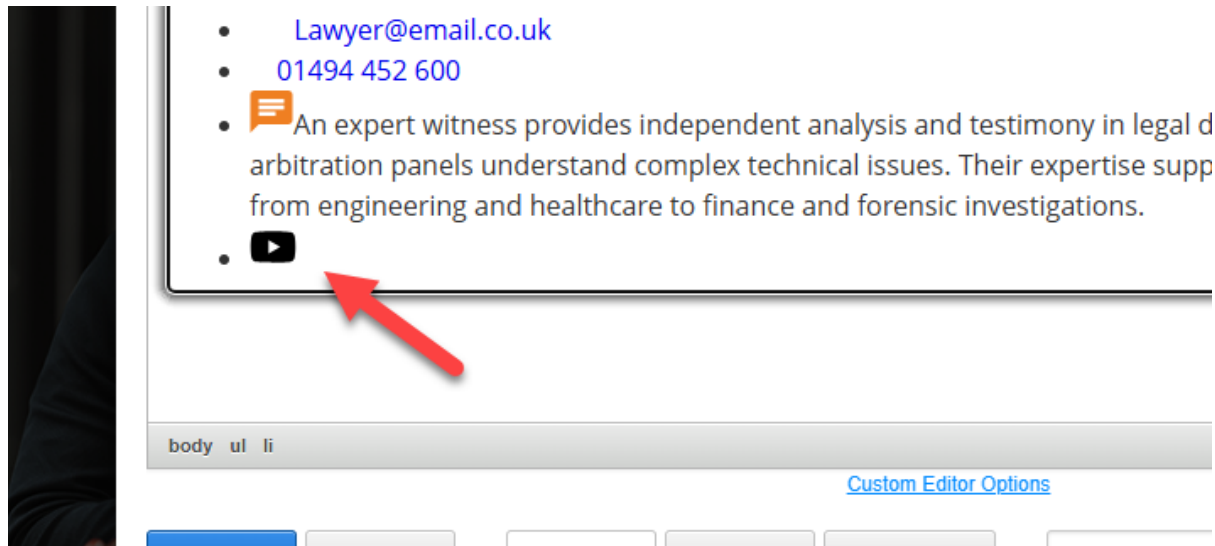 Lawyer@email.co.uk
01494 452 600
An expert witness provides independent analysis and testimony in legal d
arbitration panels understand complex technical issues. Their expertise supp
from engineering and healthcare to finance and forensic investigations.
body ul li
Custom Editor Options